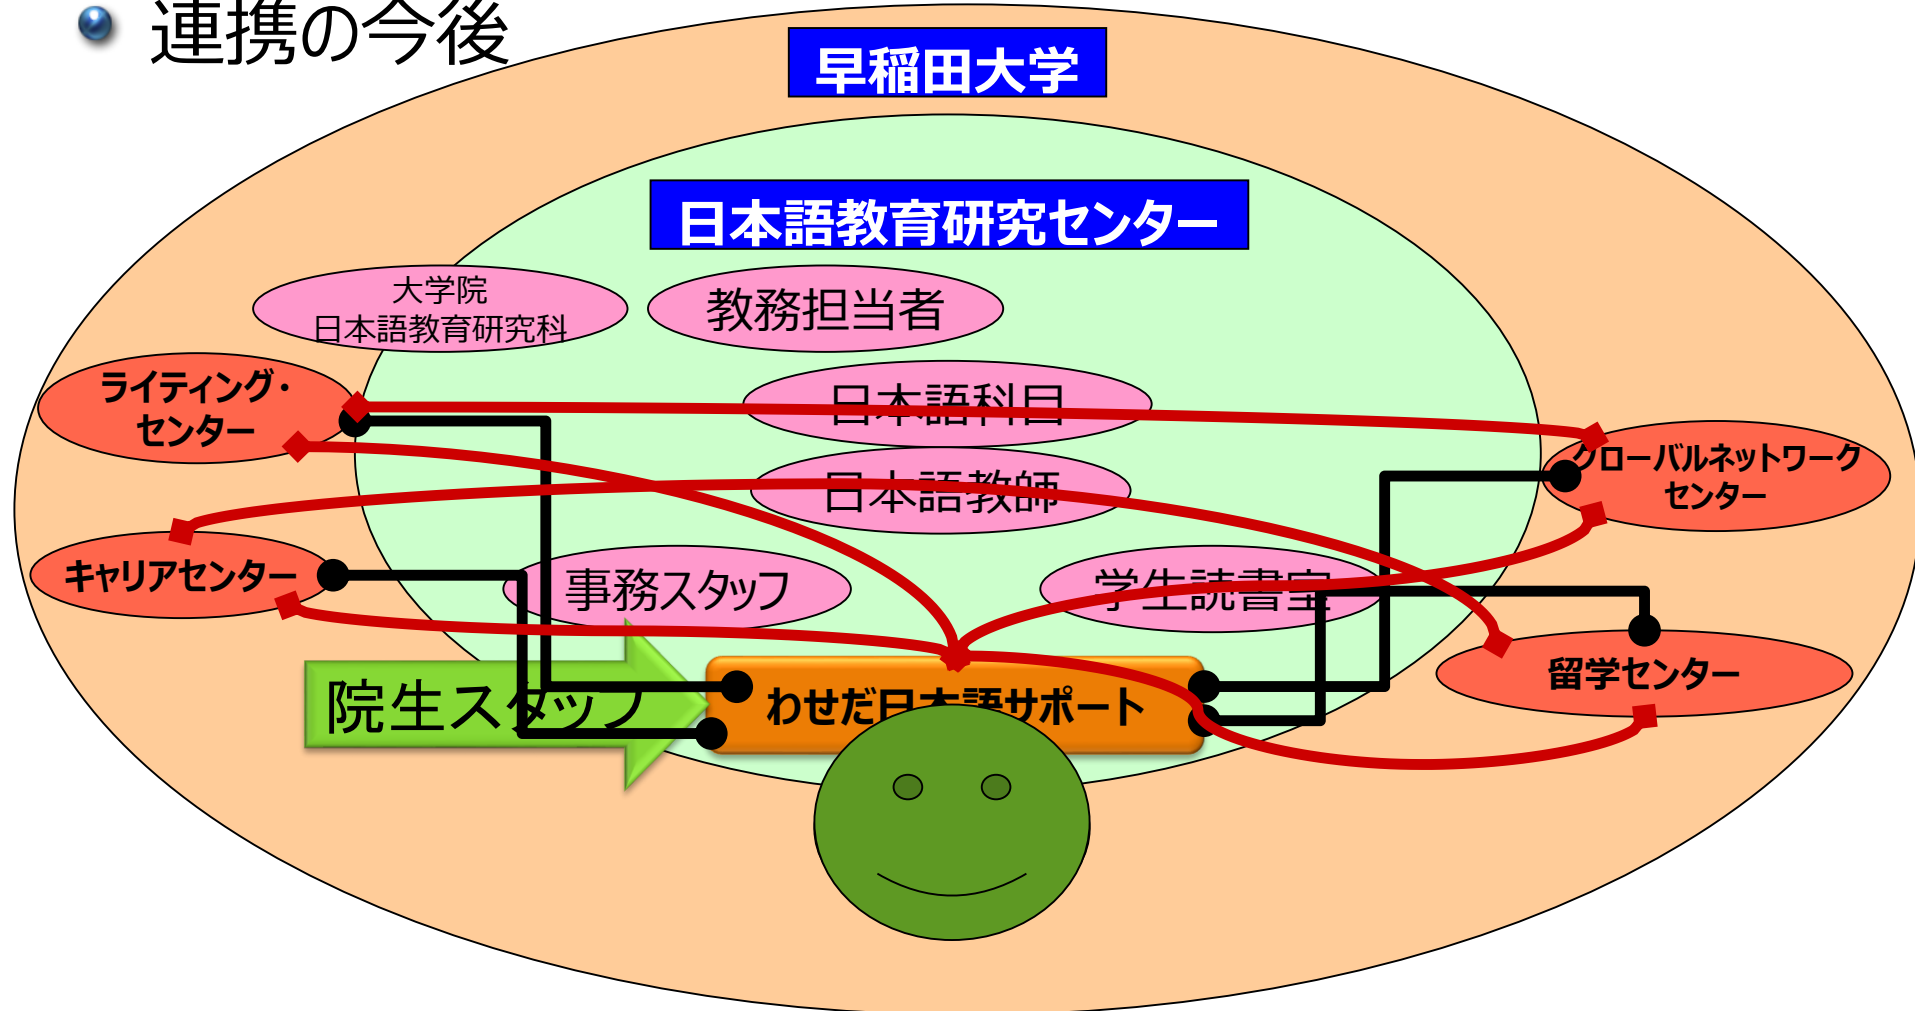 連携の今後
早稲田大学
日本語教育研究センター
大学院
日本語教育研究科
教務担当者
ライティング・
センター
日本語科目
グローバルネットワーク
センター
日本語教師
キャリアセンター
事務スタッフ
学生読書室
留学センター
院生スタッフ
わせだ日本語サポート